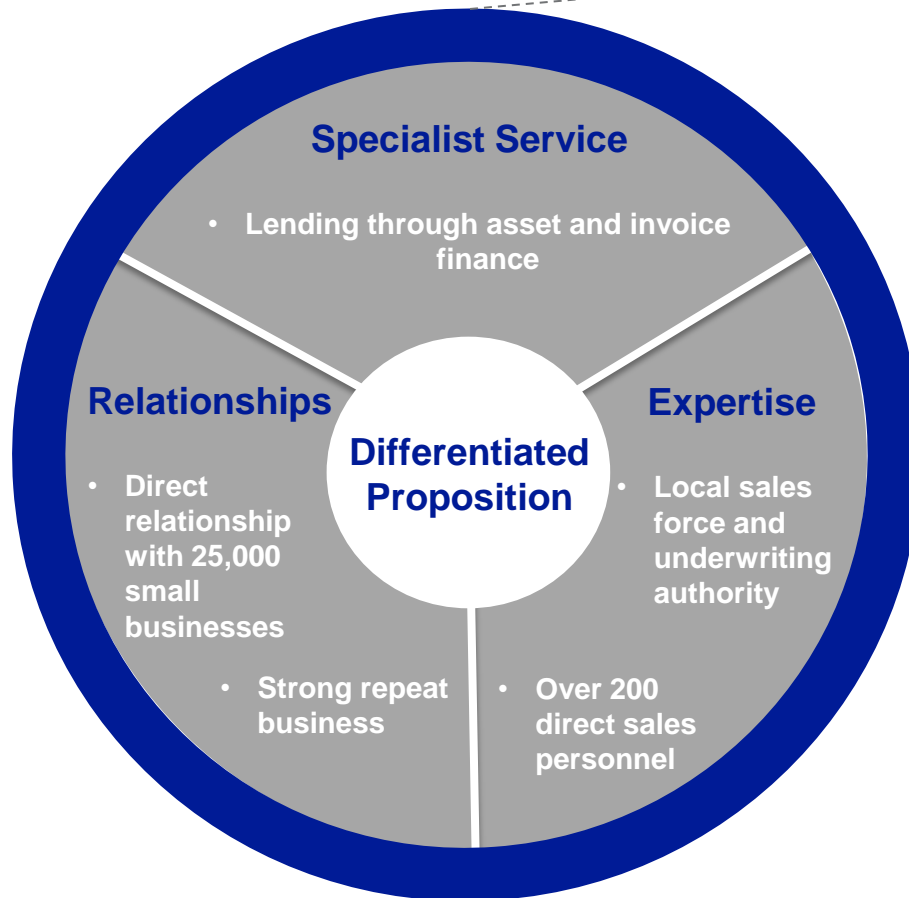 Specialist Service
• Lending through asset and invoice
finance
Relationships
• Direct
relationship
with 25,000
small
businesses
• Strong repeat
business
Differentiated
Proposition
Expertise
• Local sales
force and
underwriting
authority
• Over 200
direct sales
personnel